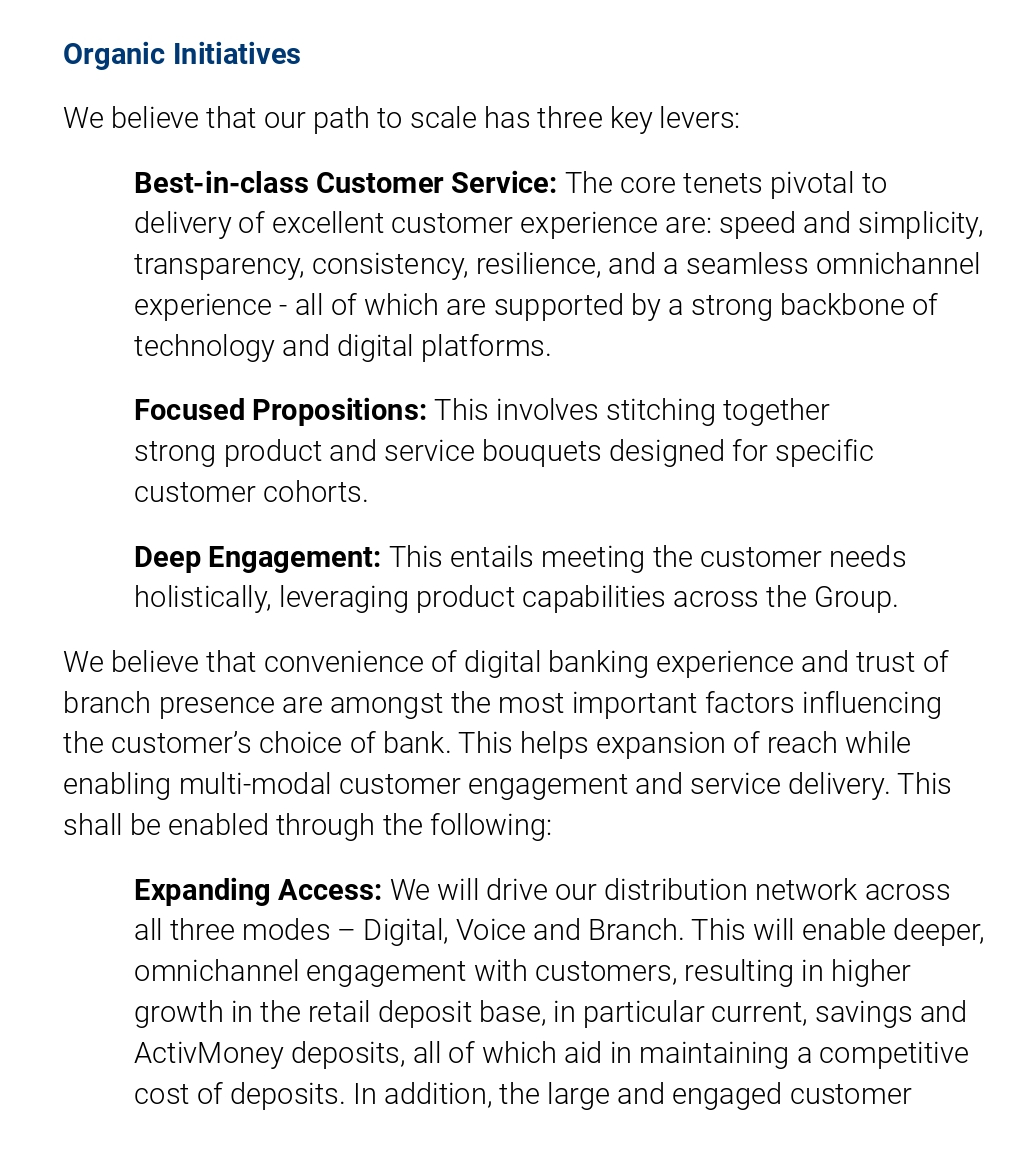 Organic Initiatives
We believe that our path to scale has three key levers:
Best-in-class Customer Service: The core tenets pivotal to
delivery of excellent customer experience are: speed and simplicity,
transparency, consistency, resilience, and a seamless omnichannel
experience - all of which are supported by a strong backbone of
technology and digital platforms.
Focused Propositions: This involves stitching together
strong product and service bouquets designed for specific
customer cohorts.
Deep Engagement: This entails meeting the customer needs
holistically, leveraging product capabilities across the Group.
We believe that convenience of digital banking experience and trust of
branch presence are amongst the most important factors influencing
the customer’s choice of bank. This helps expansion of reach while
enabling multi-modal customer engagement and service delivery. This
shall be enabled through the following:
Expanding Access: We will drive our distribution network across
all three modes – Digital, Voice and Branch. This will enable deeper,
omnichannel engagement with customers, resulting in higher
growth in the retail deposit base, in particular current, savings and
ActivMoney deposits, all of which aid in maintaining a competitive
cost of deposits. In addition, the large and engaged customer